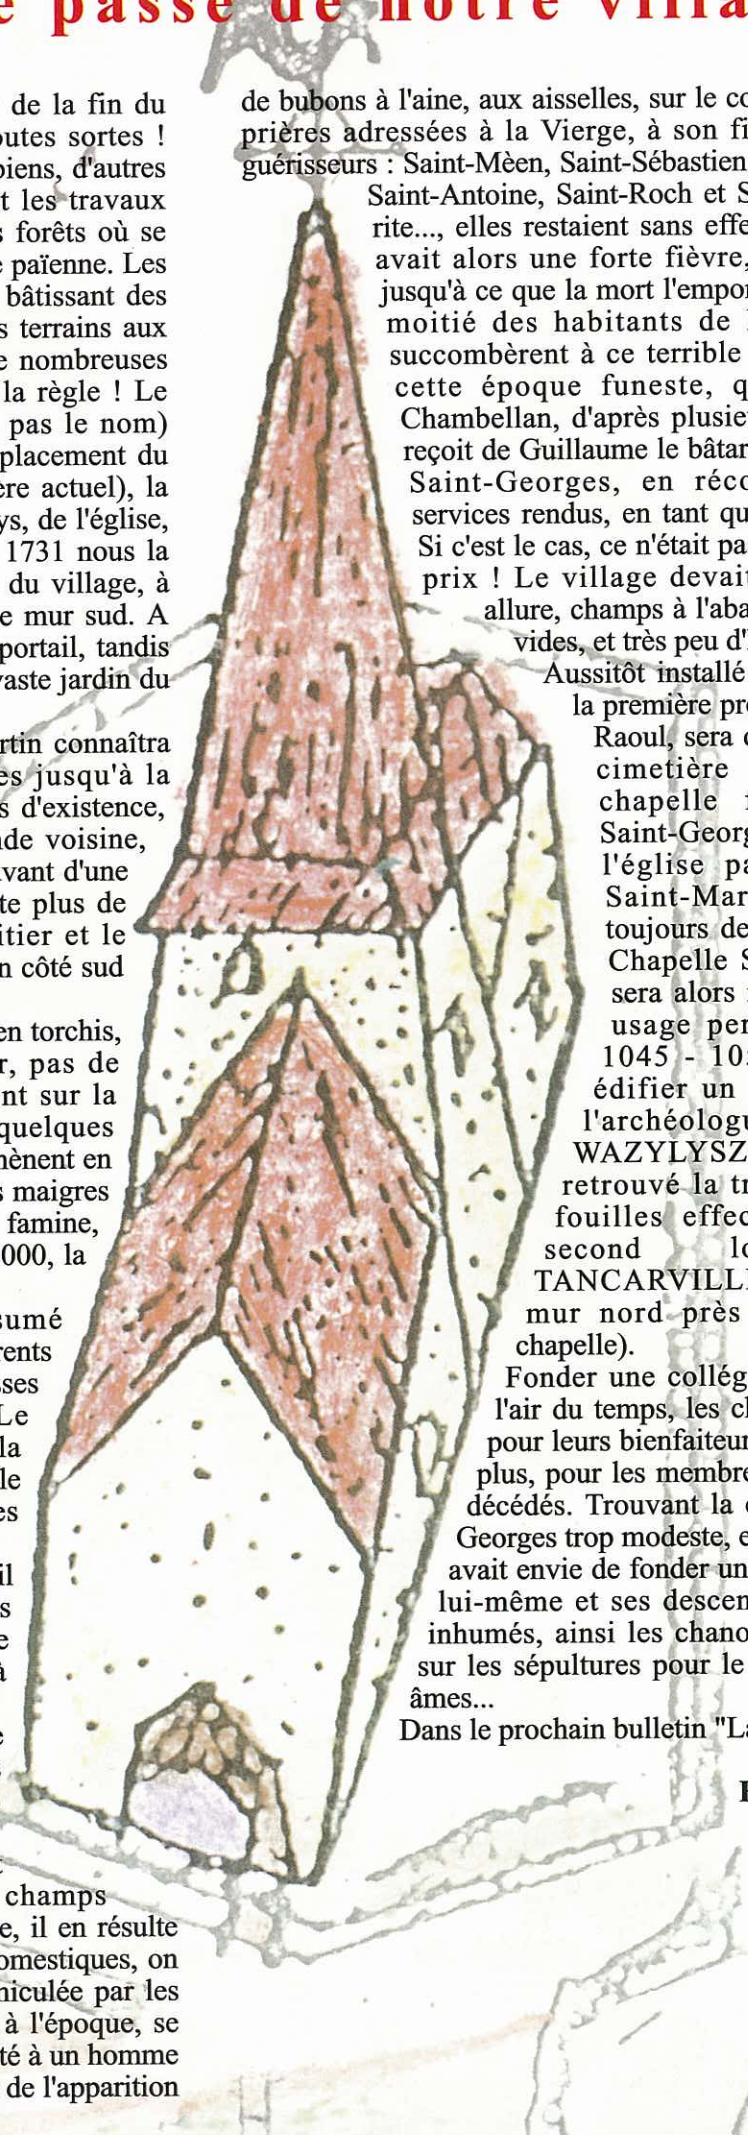 passé de notre villa
de la fin du
outes sortes !
biens, d'autres
t les travaux
s forêts où se
e païenne. Les
bâtissant des
s terrains aux
e nombreuses
la règle ! Le
pas le nom)
placement du
ère actuel), la
ys, de l'église,
1731 nous la
du village, à
e mur sud. A
portail, tandis
vaste jardin du
rtin connaîtra
es jusqu'à la
s d'existence,
nde voisine,
vant d'une
te plus de
itier et le
n côté sud
en torchis,
r, pas de
nt sur la
quelques
nènent en
s maigres
famine,
000, la
sumé
rents
sses
Le
la
le
es
il
s
e
à
e
champs
e, il en résulte
omestiques, on
niculée par les
à l'époque, se
té à un homme
de l'apparition
de bubons à l'aine, aux aisselles, sur le co
prières adressées à la Vierge, à son fi
guérisseurs : Saint-Mèen, Saint-Sébastien
Saint-Antoine, Saint-Roch et S
rite..., elles restaient sans effe
avait alors une forte fièvre,
jusqu'à ce que la mort l'empor
moitié des habitants de
succombèrent à ce terrible
cette époque funeste, q
Chambellan, d'après plusie
reçoit de Guillaume le bâtar
Saint-Georges, en réco
services rendus, en tant qu
Si c'est le cas, ce n'était pa
prix ! Le village devait
allure, champs à l'aba
vides, et très peu d'
Aussitôt installé
la première pr
Raoul, sera
cimetière
chapelle
Saint-Georg
l'église pa
Saint-Mar
toujours de
Chapelle S
sera alors
usage per
1045 - 10
édifier un
l'archéologu
WAZYLYSZ
retrouvé la tr
fouilles effec
second lo
TANCARVILL
mur nord près
chapelle).
Fonder une collég
l'air du temps, les c
pour leurs bienfaiteur
plus, pour les membre
décédés. Trouvant la
Georges trop modeste, e
avait envie de fonder un
lui-même et ses descen
inhumés, ainsi les chano
sur les sépultures pour le
âmes...
Dans le prochain bulletin "La